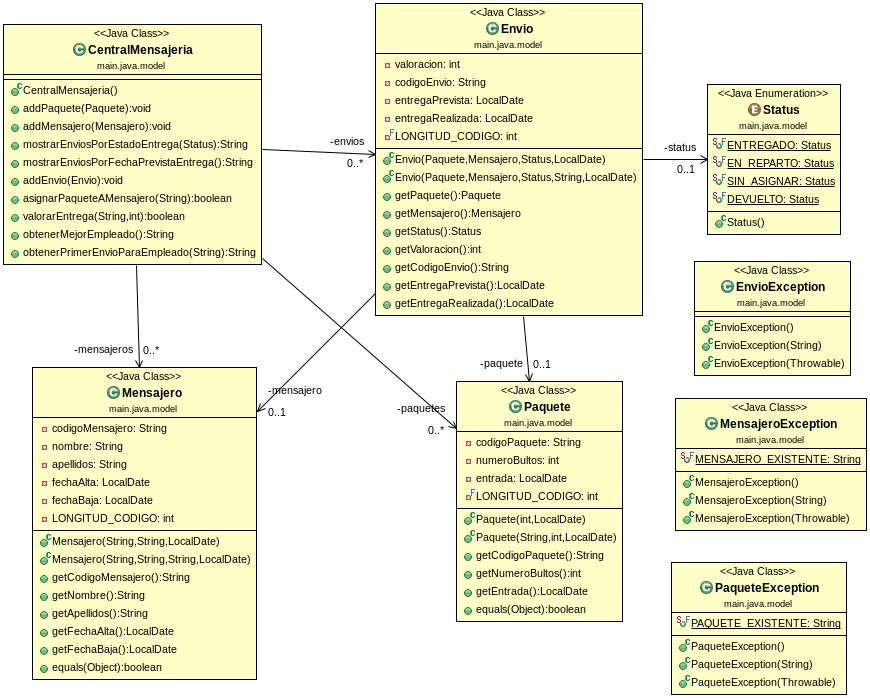 <<Java Class>>
CentralMensajeria
main.java.model
CentralMensajeria()
addPaquete(Paquete):void
addMensajero(Mensajero):void
mostrarEnviosPorEstadoEntrega(Status):String
mostrarEnviosPorFechaPrevistaEntrega():String
addEnvio(Envio):void
asignarPaqueteAMensajero(String):boolean
valorarEntrega(String,int):boolean
obtenerMejorEmpleado():String
obtenerPrimerEnvioParaEmpleado(String):String
-envios
0..*
<<Java Class>>
Envio
main.java.model
valoracion: int
codigoEnvio: String
entregaPrevista: LocalDate
entregaRealizada: LocalDate
LONGITUD_CODIGO: int
Envio(Paquete,Mensajero,Status,LocalDate)
Envio(Paquete,Mensajero,Status,String,LocalDate)
getPaquete():Paquete
getMensajero():Mensajero
getStatus():Status
getValoracion():int
getCodigoEnvio():String
getEntregaPrevista():LocalDate
getEntregaRealizada():LocalDate
-status
0..1
<<Java Enumeration>>
Status
main.java.model
ENTREGADO: Status
EN_REPARTO: Status
SIN_ASIGNAR: Status
DEVUELTO: Status
Status()
<<Java Class>>
EnvioException
main.java.model
EnvioException()
EnvioException(String)
EnvioException(Throwable)
-mensajeros
0..*
-mensajero
0..1
-paquetes
0..*
-paquete
0..1
<<Java Class>>
Mensajero
main.java.model
codigoMensajero: String
nombre: String
apellidos: String
fechaAlta: LocalDate
fechaBaja: LocalDate
LONGITUD_CODIGO: int
Mensajero(String,String,LocalDate)
Mensajero(String,String,String,LocalDate)
getCodigoMensajero():String
getNombre():String
getApellidos():String
getFechaAlta():LocalDate
getFechaBaja():LocalDate
equals(Object):boolean
<<Java Class>>
Paquete
main.java.model
codigoPaquete: String
numeroBultos: int
entrada: LocalDate
LONGITUD_CODIGO: int
Paquete(int,LocalDate)
Paquete(String,int,LocalDate)
getCodigoPaquete():String
getNumeroBultos():int
getEntrada():LocalDate
equals(Object):boolean
<<Java Class>>
MensajeroException
main.java.model
MENSAJERO_EXISTENTE: String
MensajeroException()
MensajeroException(String)
MensajeroException(Throwable)
<<Java Class>>
PaqueteException
main.java.model
PAQUETE_EXISTENTE: String
PaqueteException()
PaqueteException(String)
PaqueteException(Throwable)